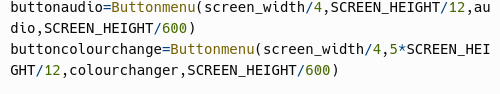 buttonaudio=Buttonmenu(screen_width/4,SCREEN_HEIGHT/12,au
dio,SCREEN_HEIGHT/600)
buttoncolourchange=Buttonmenu(screen_width/4,5*SCREEN_HEI
GHT/12,colourchanger,SCREEN_HEIGHT/600)